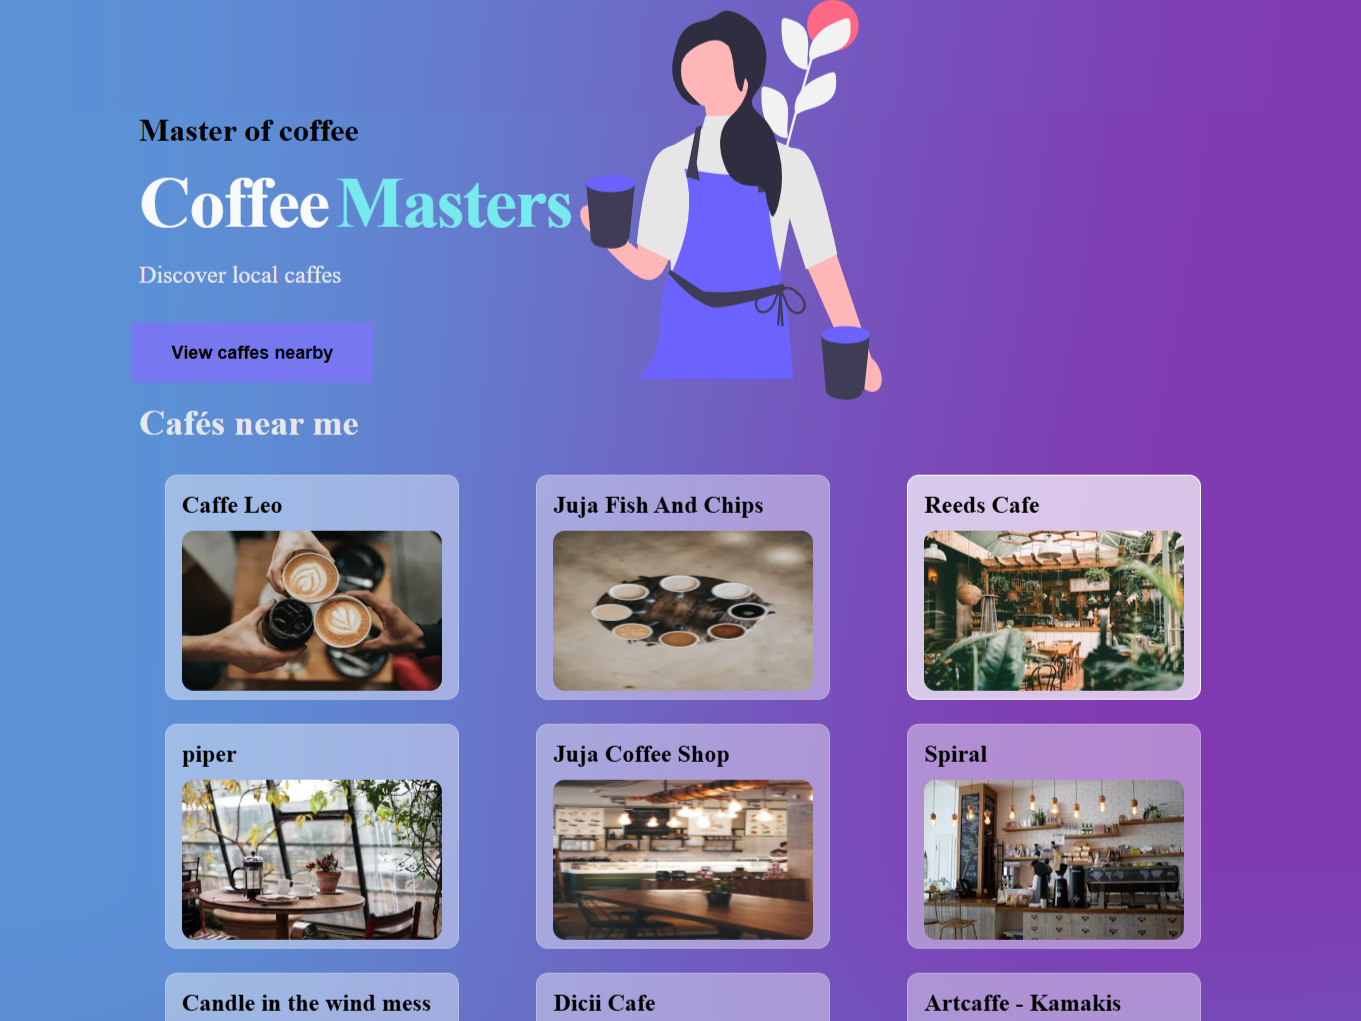 Master of coffee
Coffee Masters
Discover local caffes
View caffes nearby
Cafés near me
Caffe Leo
Juja Fish And Chips
Reeds Cafe
piper
Juja Coffee Shop
Spiral
Candle in the wind mess
Dicii Cafe
Artcaffe - Kamakis